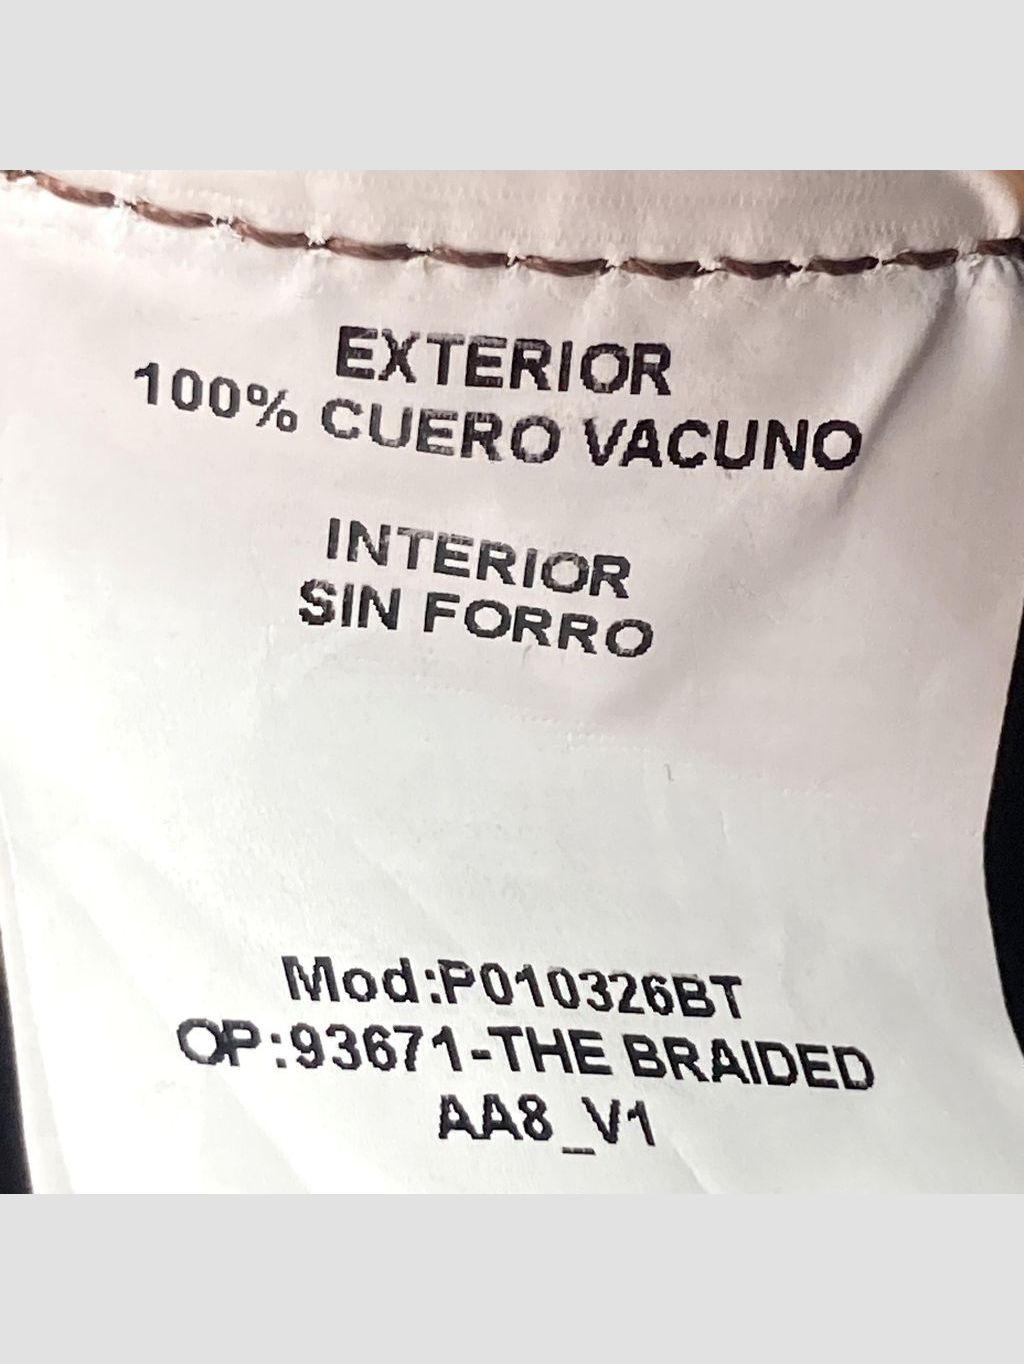 EXTERIOR
100% CUERO VACUNO
INTERIOR
SIN FORRO
Mod:P010326BT
OP:93671-THE BRAIDED
AA8_V1